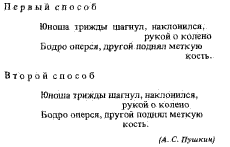 Первый способ
Юноша трижды шагнул, наклонился,
рукой о колено
Бодро оперся, другой поднял меткую
кость.
Второй способ
Юноша трижды шагнул, наклонился,
рукой о колено
Бодро оперся, другой поднял меткую
кость.
(А. С. Пушкин)